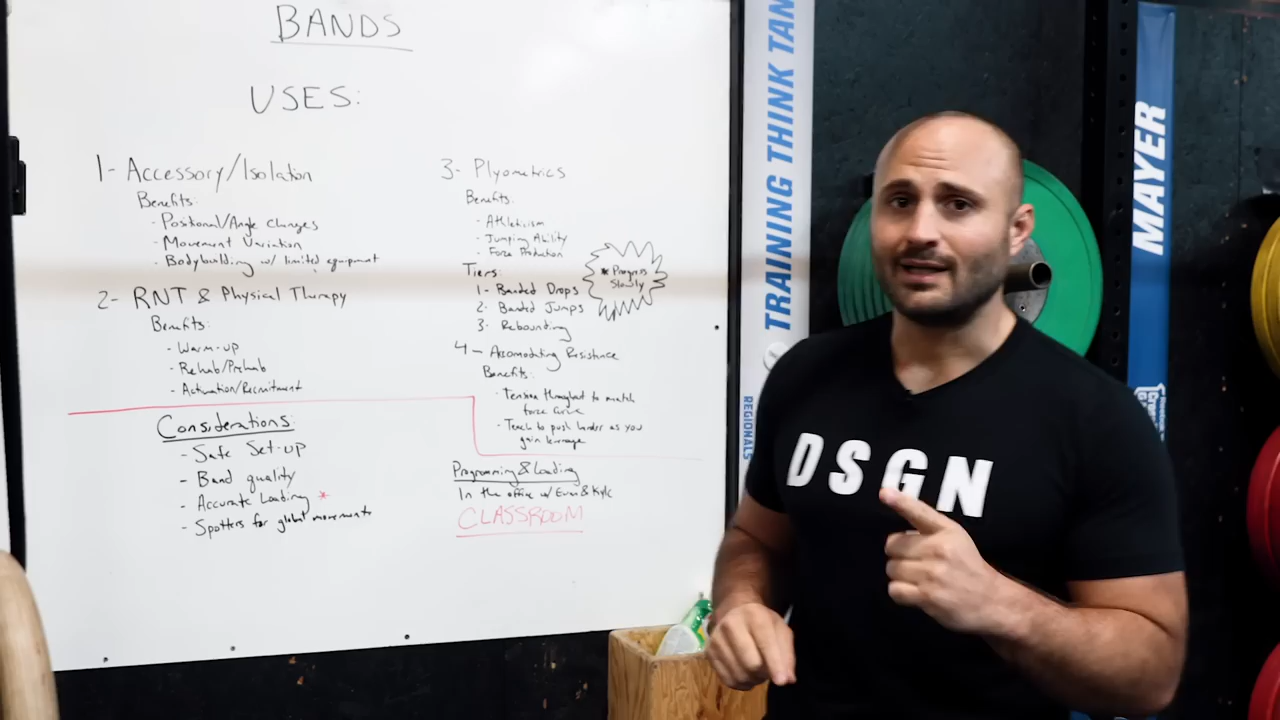 BANDS
USES:
1- Accessory/Isolation
Benefits:
- Positional/Angle Changes
- Movement Variation
- Bodybuilding w/ limited equipment
2- RNT & Physical Therapy
Benefits:
- Warm-up
- Rehab/Prehab
- Activation/Recruitment
Considerations:
- Safe Set-up
- Band quality
- Accurate Loading *
- Spotters for global movements
3- Plyometrics
Benefits:
- Athleticism
- Jumping Ability
- Force Production
Tiers:
1- Banded Drops
2- Banded Jumps
3- Rebounding
* Progress
Slowly
4- Accomodating Resistance
Benefits:
- Tension throughout to match
force curve
- Teach to push harder as you
gain leverage
Programming & Loading
In the office w/ Evan & Kyle
CLASSROOM
TRAINING THINK TAN
REGIONALS
MAYER
DSGN